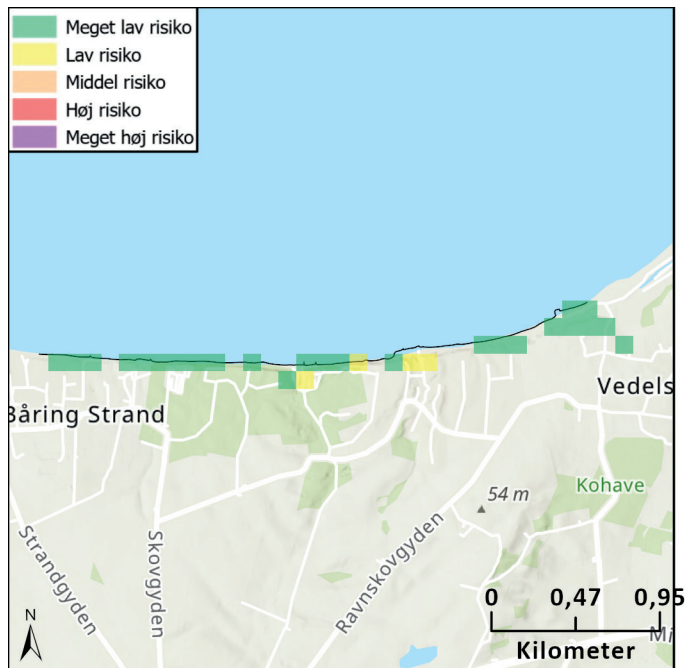 Meget lav risiko
Lav risiko
Middel risiko
Høj risiko
Meget høj risiko
Båring Strand
Vedels
Kohave
54 m
Strandgyden
Skovgyden
Ravnskovgyden
N
0 0,47 0,95
Mi
Kilometer